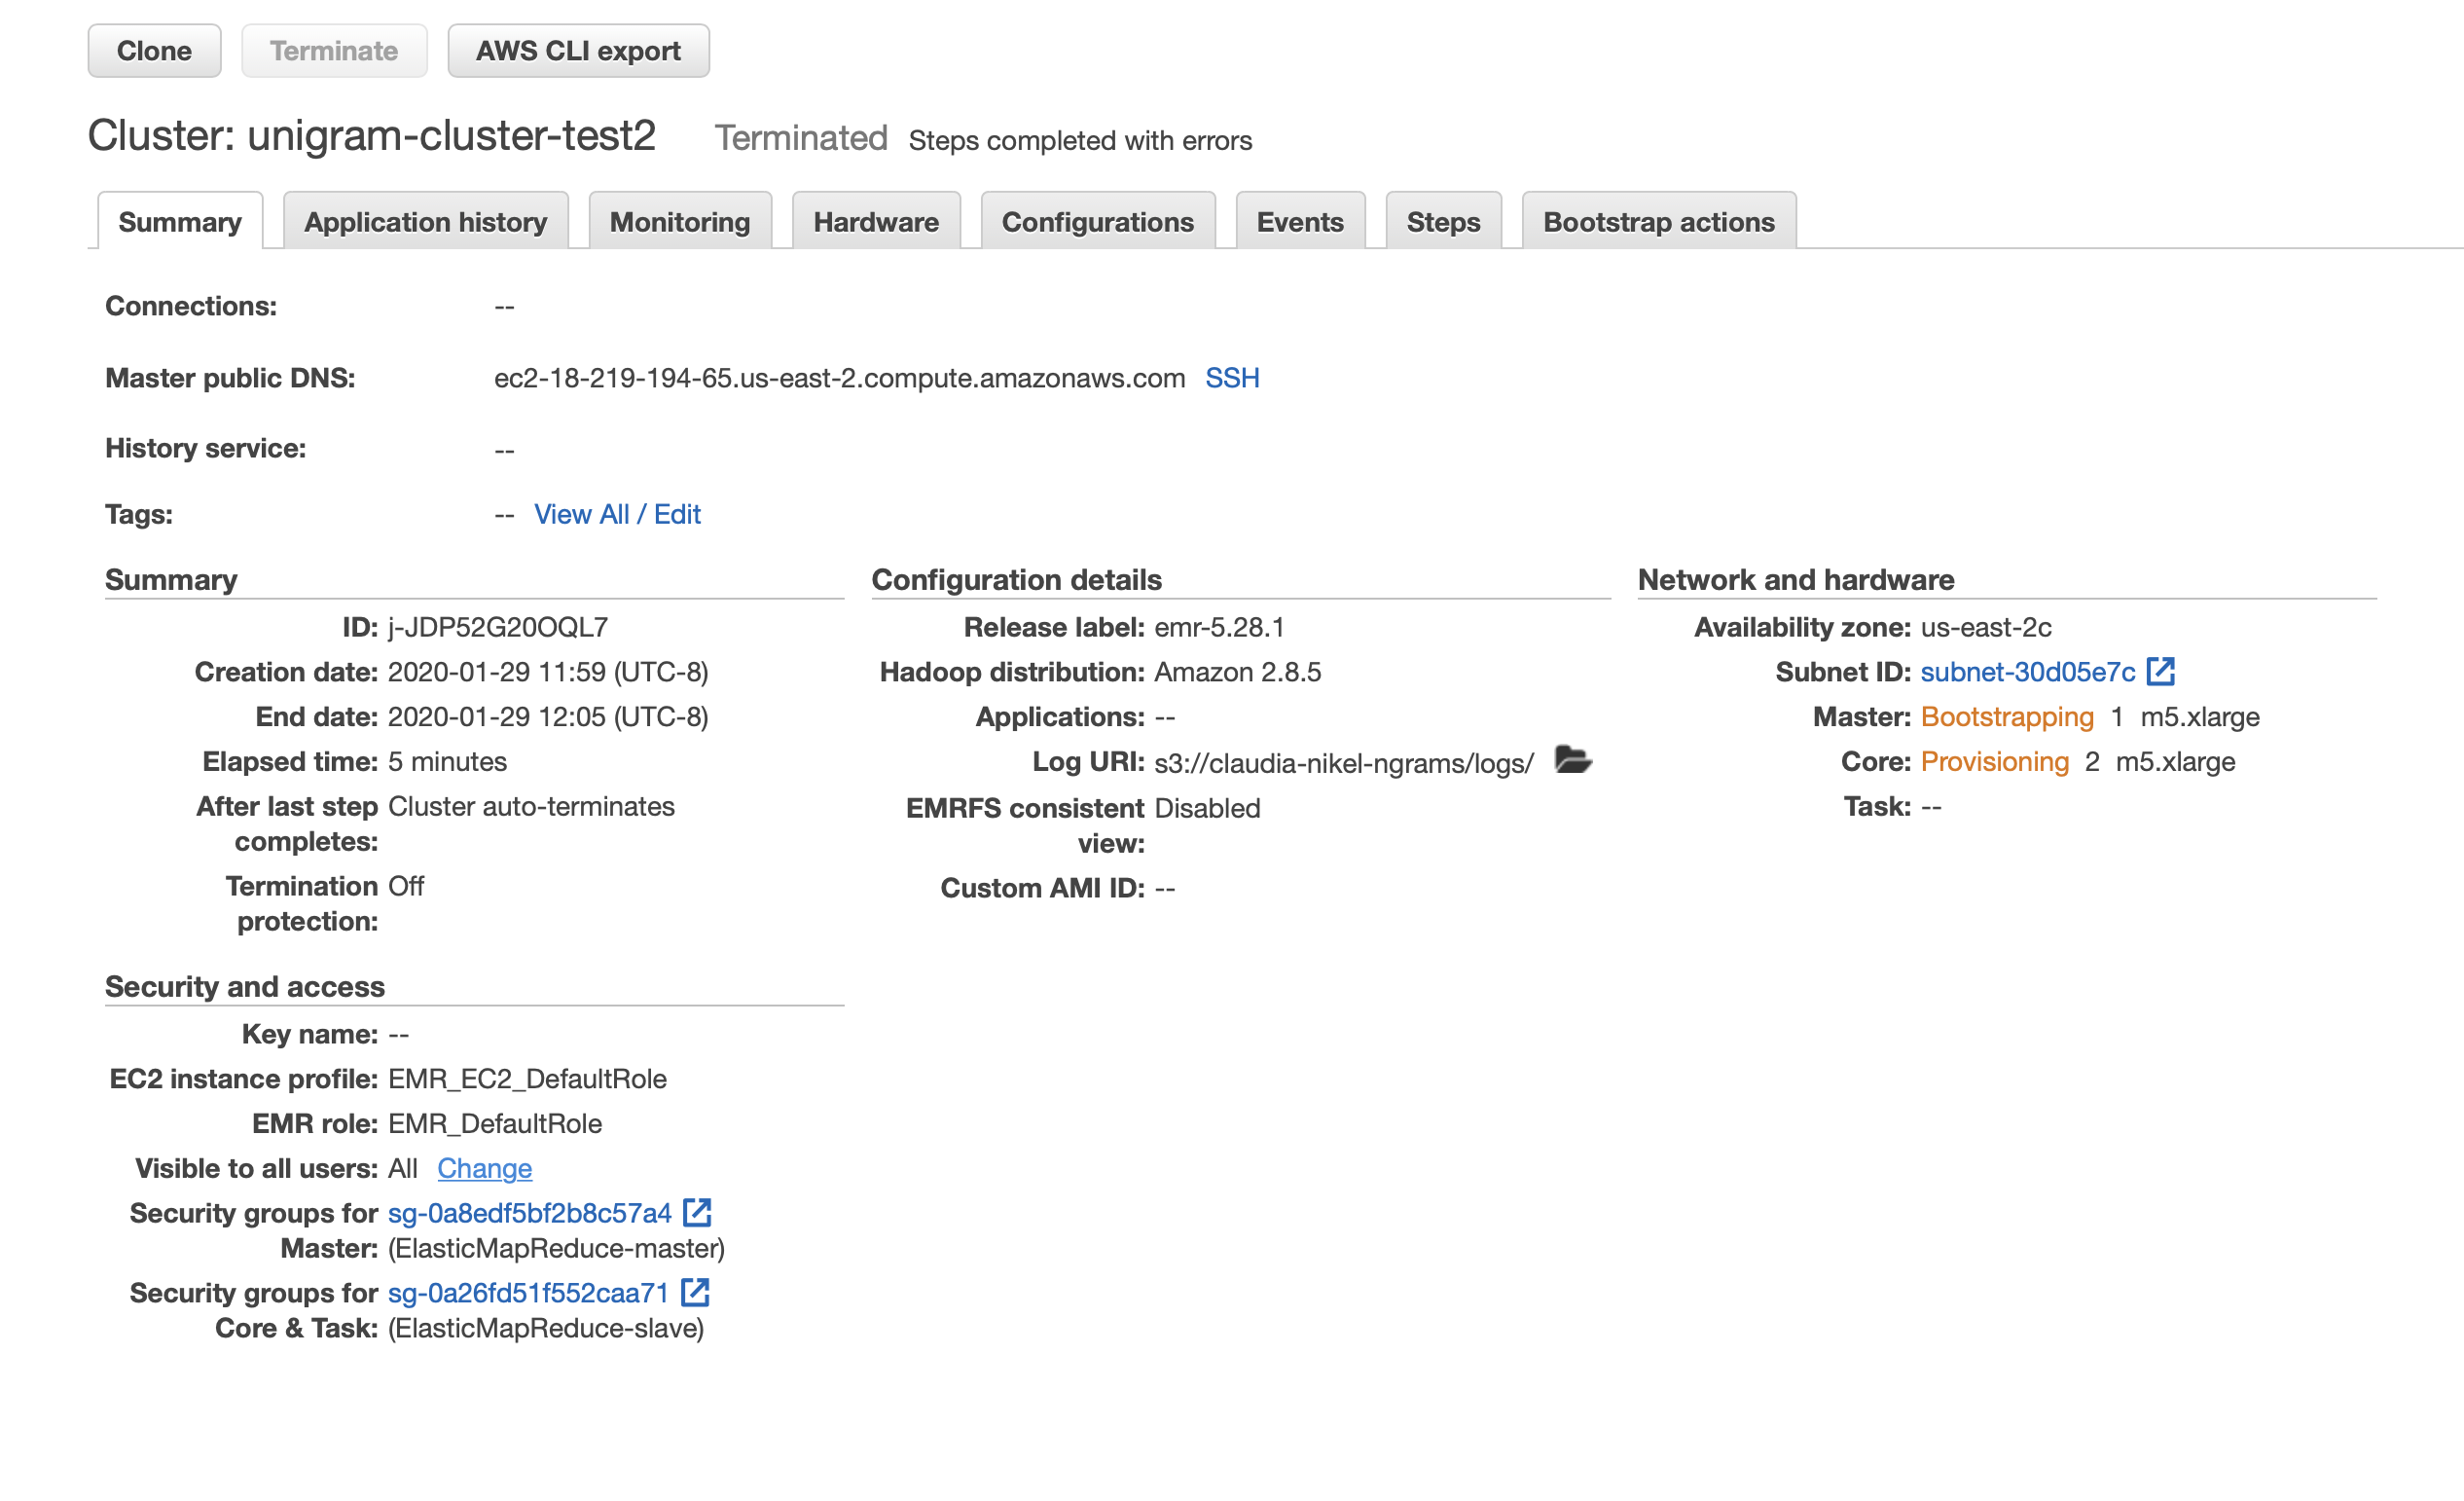 Clone Terminate AWS CLI export
Cluster: unigram-cluster-test2 Terminated Steps completed with errors
Summary Application history Monitoring Hardware Configurations Events Steps Bootstrap actions
Connections: --
Master public DNS: ec2-18-219-194-65.us-east-2.compute.amazonaws.com SSH
History service: --
Tags: -- View All / Edit
Summary
ID: j-JDP52G20OQL7
Creation date: 2020-01-29 11:59 (UTC-8)
End date: 2020-01-29 12:05 (UTC-8)
Elapsed time: 5 minutes
After last step Cluster auto-terminates
completes:
Termination Off
protection:
Configuration details
Release label: emr-5.28.1
Hadoop distribution: Amazon 2.8.5
Applications: --
Log URI: s3://claudia-nikel-ngrams/logs/
EMRFS consistent Disabled
view:
Custom AMI ID: --
Network and hardware
Availability zone: us-east-2c
Subnet ID: subnet-30d05e7c
Master: Bootstrapping 1 m5.xlarge
Core: Provisioning 2 m5.xlarge
Task: --
Security and access
Key name: --
EC2 instance profile: EMR_EC2_DefaultRole
EMR role: EMR_DefaultRole
Visible to all users: All Change
Security groups for sg-0a8edf5bf2b8c57a4
Master: (ElasticMapReduce-master)
Security groups for sg-0a26fd51f552caa71
Core & Task: (ElasticMapReduce-slave)